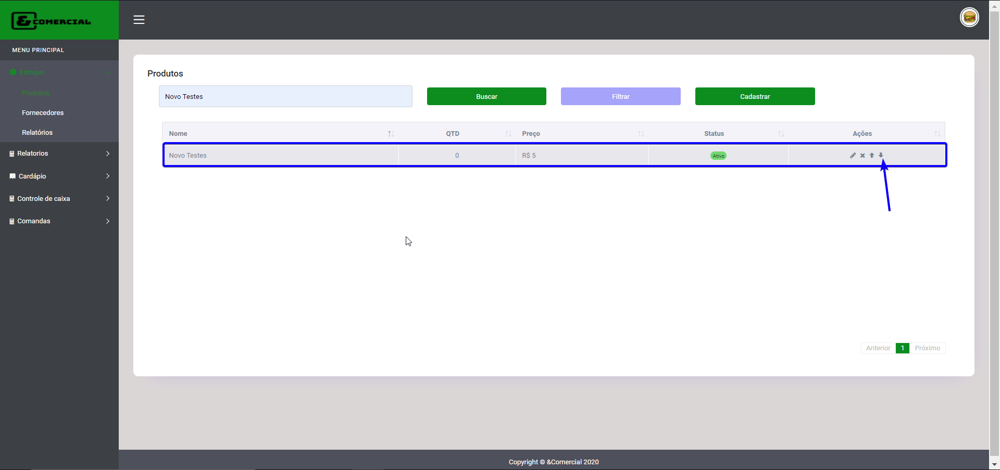 &COMERCIAL
MENU PRINCIPAL
Estoque
Produtos
Fornecedores
Relatórios
Relatorios
Cardápio
Controle de caixa
Comandas
Produtos
Novo Testes
Buscar
Filtrar
Cadastrar
Nome QTD Preço Status Ações
Novo Testes 0 R$ 5 Ativo
Anterior 1 Próximo
Copyright © &Comercial 2020